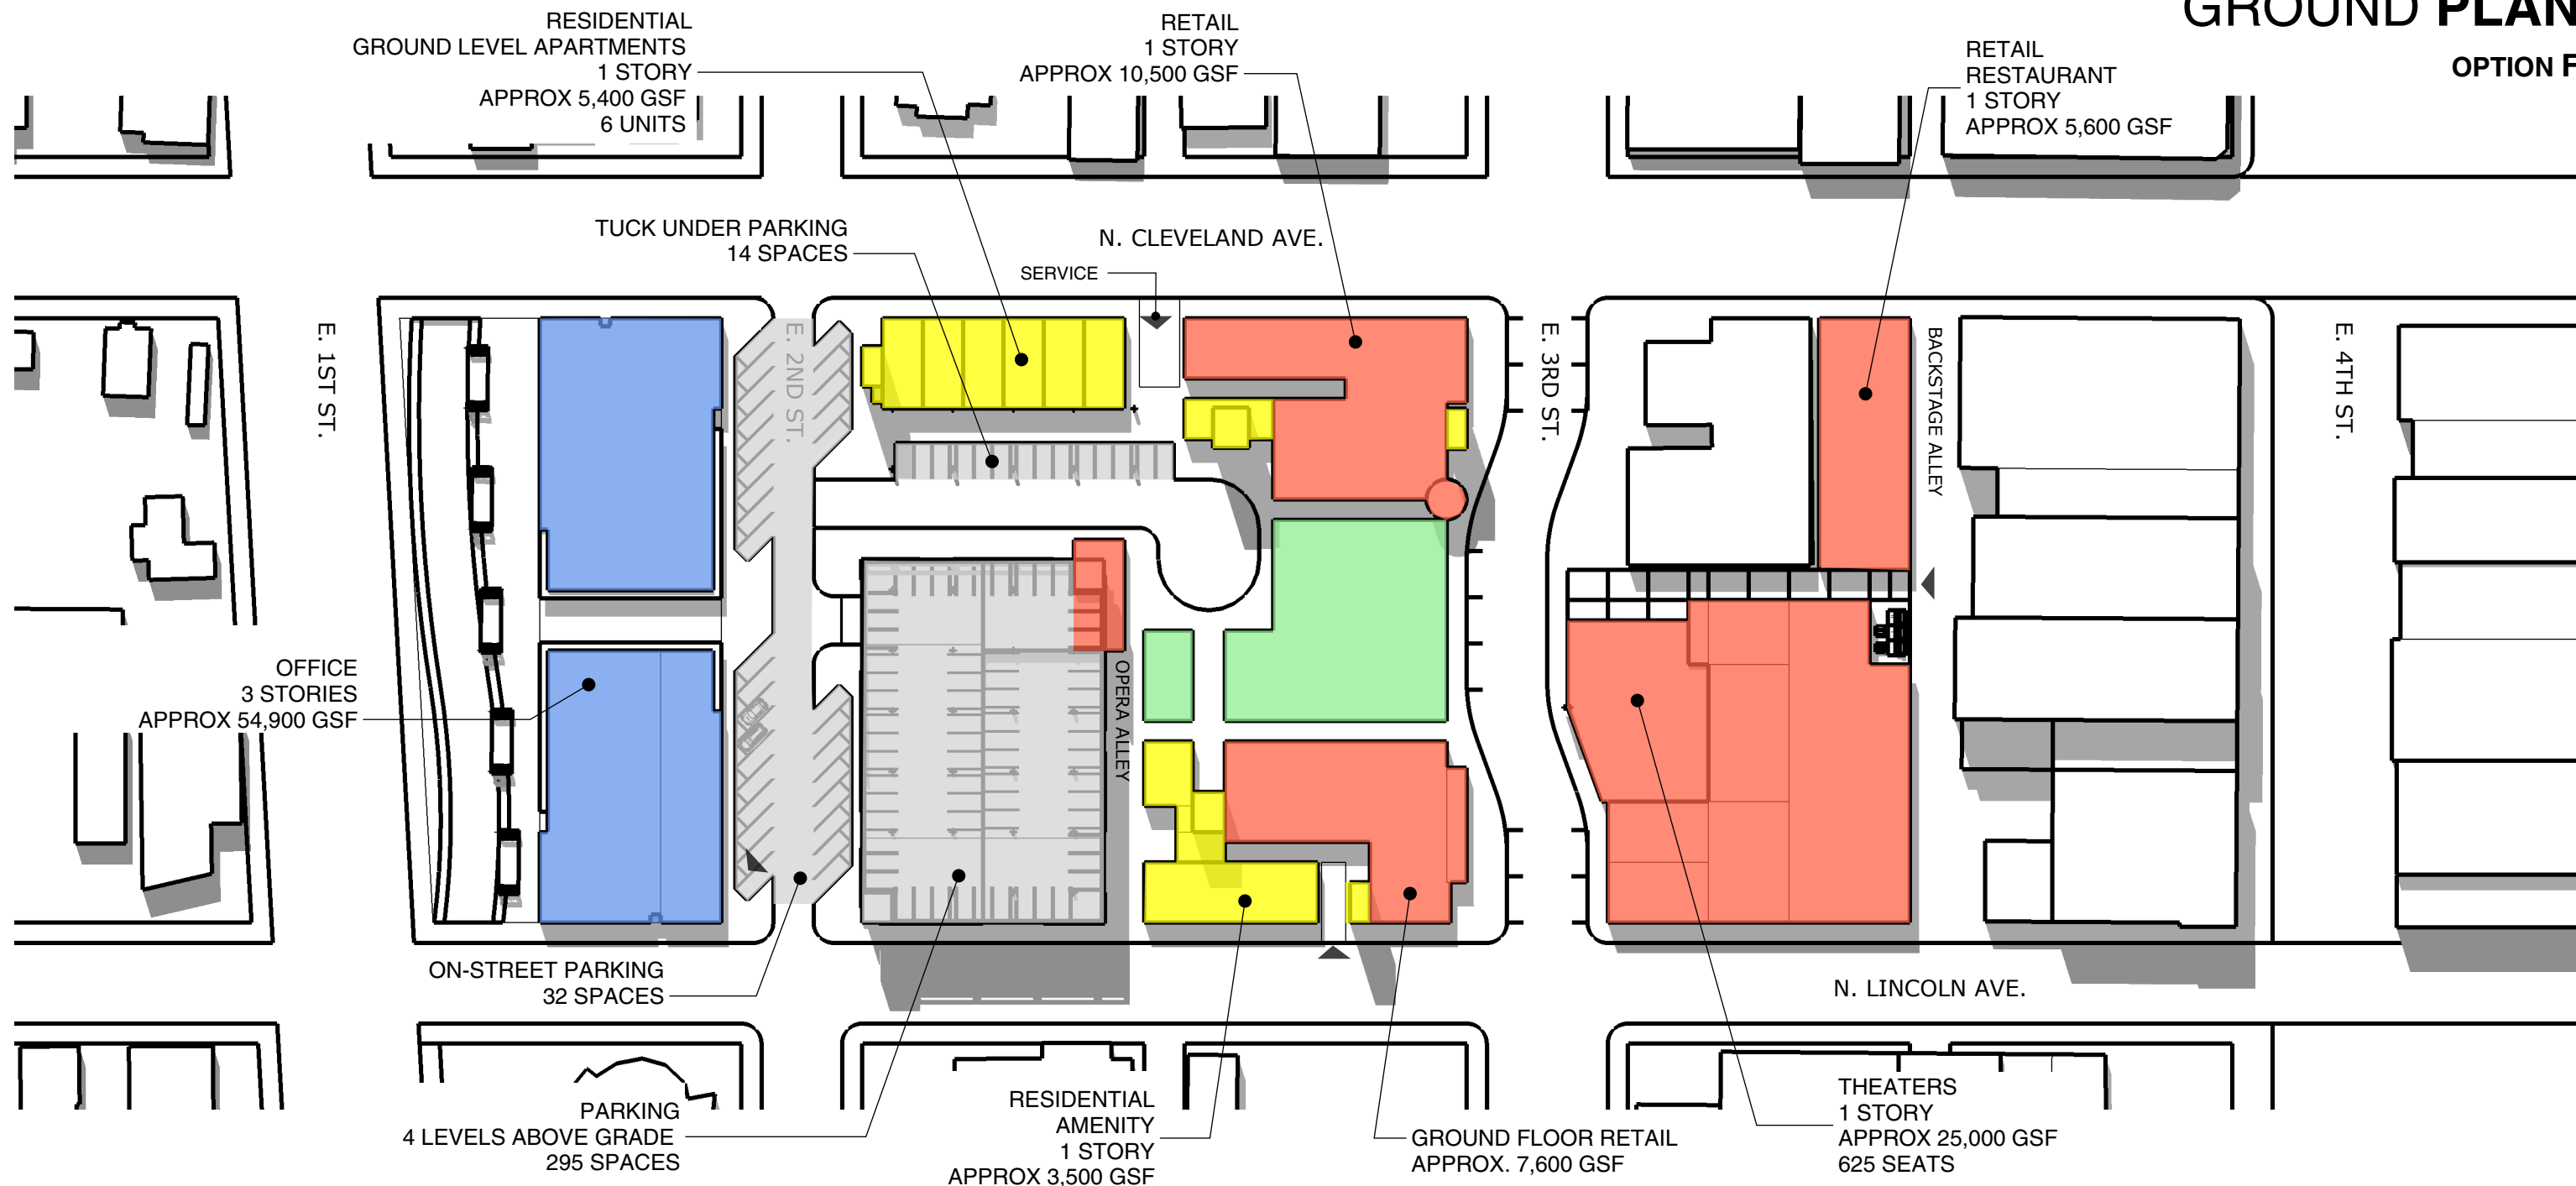 GROUND PLAN
OPTION F
RESIDENTIAL
GROUND LEVEL APARTMENTS
1 STORY
APPROX 5,400 GSF
6 UNITS
RETAIL
1 STORY
APPROX 10,500 GSF
RETAIL
RESTAURANT
1 STORY
APPROX 5,600 GSF
TUCK UNDER PARKING
14 SPACES
N. CLEVELAND AVE.
SERVICE
E. 1ST ST.
E. 2ND ST.
E. 3RD ST.
BACKSTAGE ALLEY
E. 4TH ST.
OFFICE
3 STORIES
APPROX 54,900 GSF
OPERA ALLEY
ON-STREET PARKING
32 SPACES
N. LINCOLN AVE.
PARKING
4 LEVELS ABOVE GRADE
295 SPACES
RESIDENTIAL
AMENITY
1 STORY
APPROX 3,500 GSF
GROUND FLOOR RETAIL
APPROX. 7,600 GSF
THEATERS
1 STORY
APPROX 25,000 GSF
625 SEATS